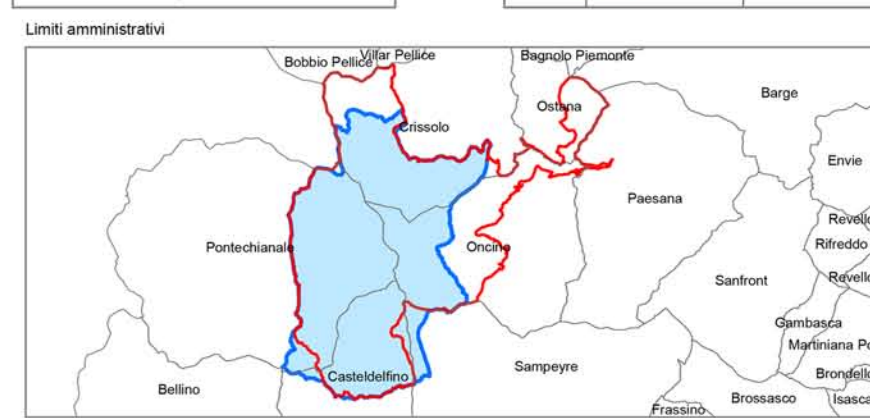 Limiti amministrativi
Bobbio Pellice
Villar Pellice
Bagnolo Piemonte
Barge
Ostana
Crissolo
Envie
Paesana
Revello
Pontechianale
Oncino
Rifreddo
Sanfront
Revello
Gambasca
Martiniana Po
Sampeyre
Casteldelfino
Brondello
Bellino
Brossasco
Isasca
Frassino